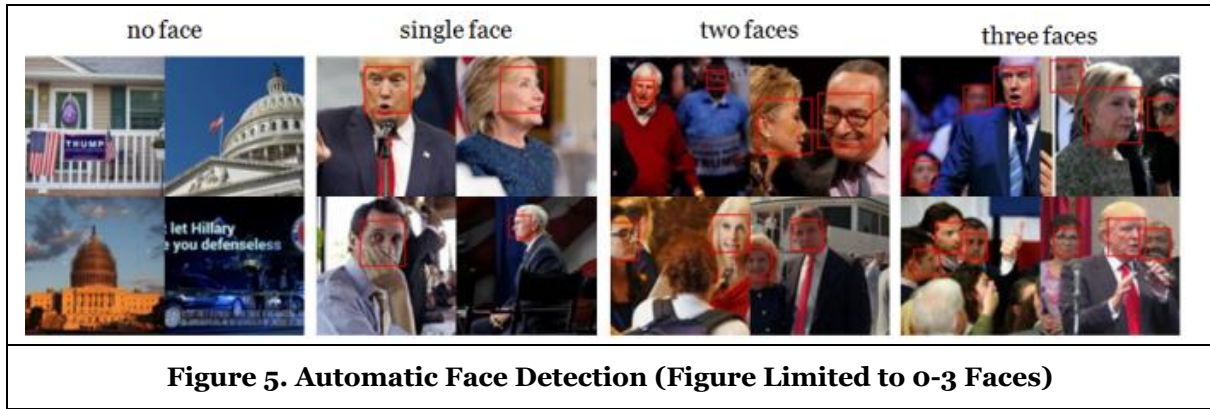 no face
single face
two faces
three faces
TRUMP
let Hillary
e you defenseless
Figure 5. Automatic Face Detection (Figure Limited to 0-3 Faces)